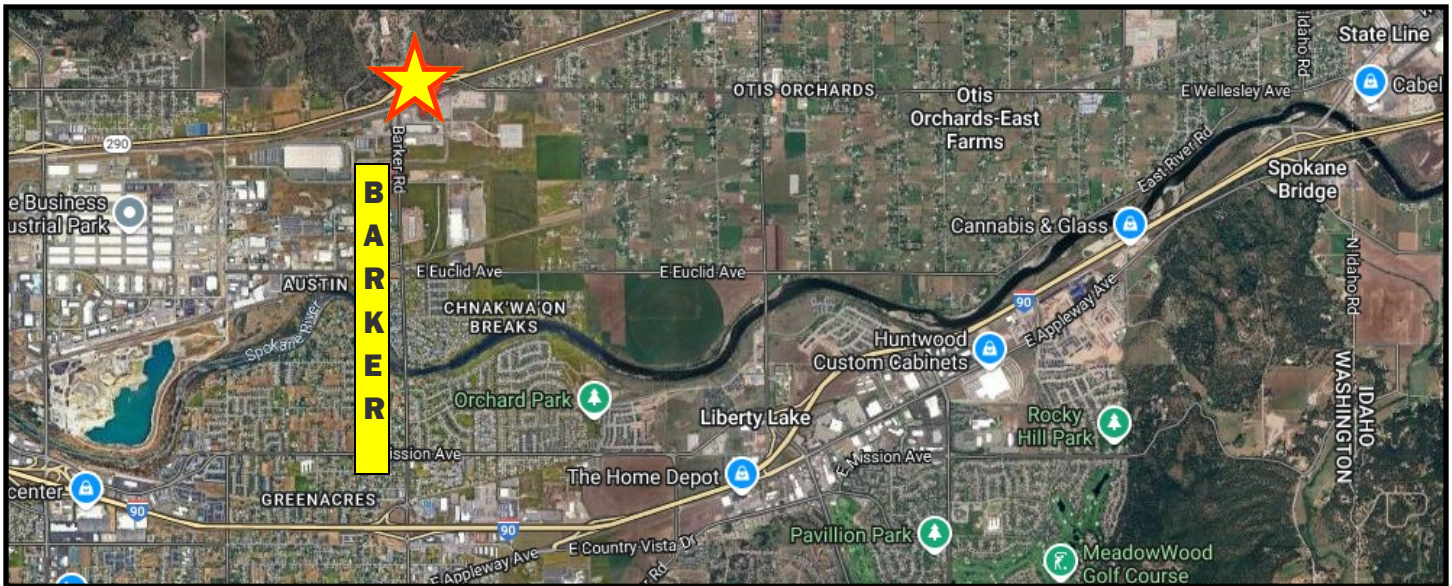 State Line
Idaho Rd
Cabel
OTIS ORCHARDS
E Wellesley Ave
Otis
Orchards-East
Farms
290
Barker Rd
East River Rd
Spokane
Bridge
e Business
ustrial Park
BARKER
Cannabis & Glass
E Euclid Ave
E Euclid Ave
N Idaho Rd
AUSTIN
CHNAK'WA'QN
BREAKS
90
E Appleway Ave
Spokane River
Huntwood
Custom Cabinets
Orchard Park
Liberty Lake
Rocky
Hill Park
IDAHO
WASHINGTON
ission Ave
E Mission Ave
The Home Depot
center
GREENACRES
90
90
Pavillion Park
E Country Vista Dr
E Appleway Ave
Rd
MeadowWood
Golf Course